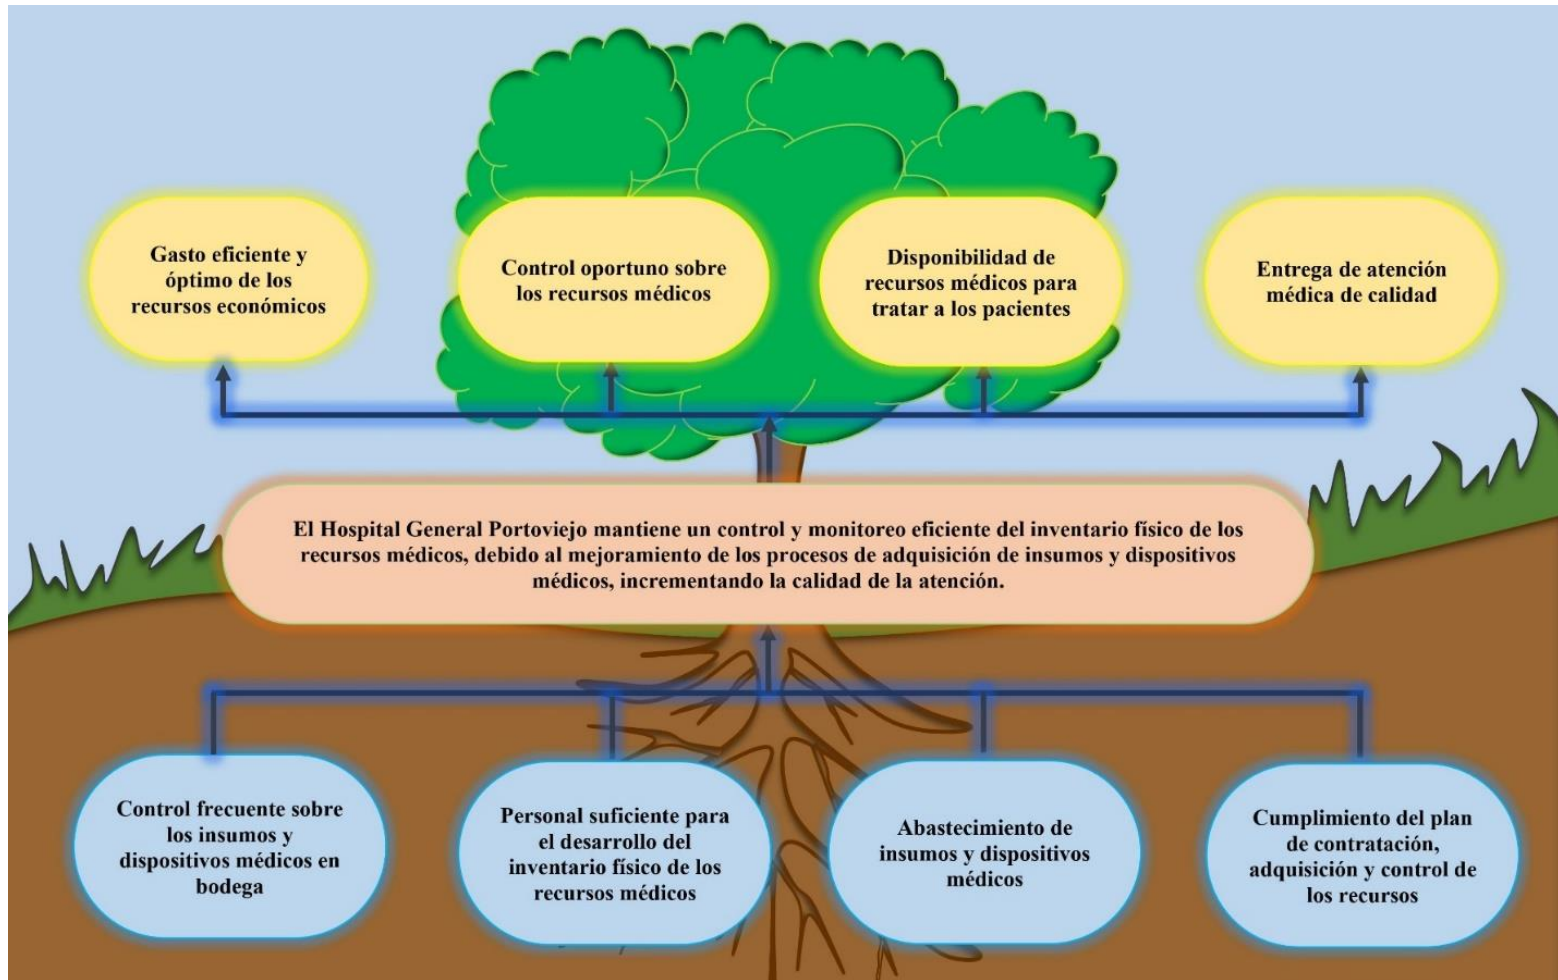 Gasto eficiente y
óptimo de los
recursos económicos
Control oportuno sobre
los recursos médicos
Disponibilidad de
recursos médicos para
tratar a los pacientes
Entrega de atención
médica de calidad
El Hospital General Portoviejo mantiene un control y monitoreo eficiente del inventario físico de los
recursos médicos, debido al mejoramiento de los procesos de adquisición de insumos y dispositivos
médicos, incrementando la calidad de la atención.
Control frecuente sobre
los insumos y
dispositivos médicos en
bodega
Personal suficiente para
el desarrollo del
inventario físico de los
recursos médicos
Abastecimiento de
insumos y dispositivos
médicos
Cumplimiento del plan
de contratación,
adquisición y control de
los recursos